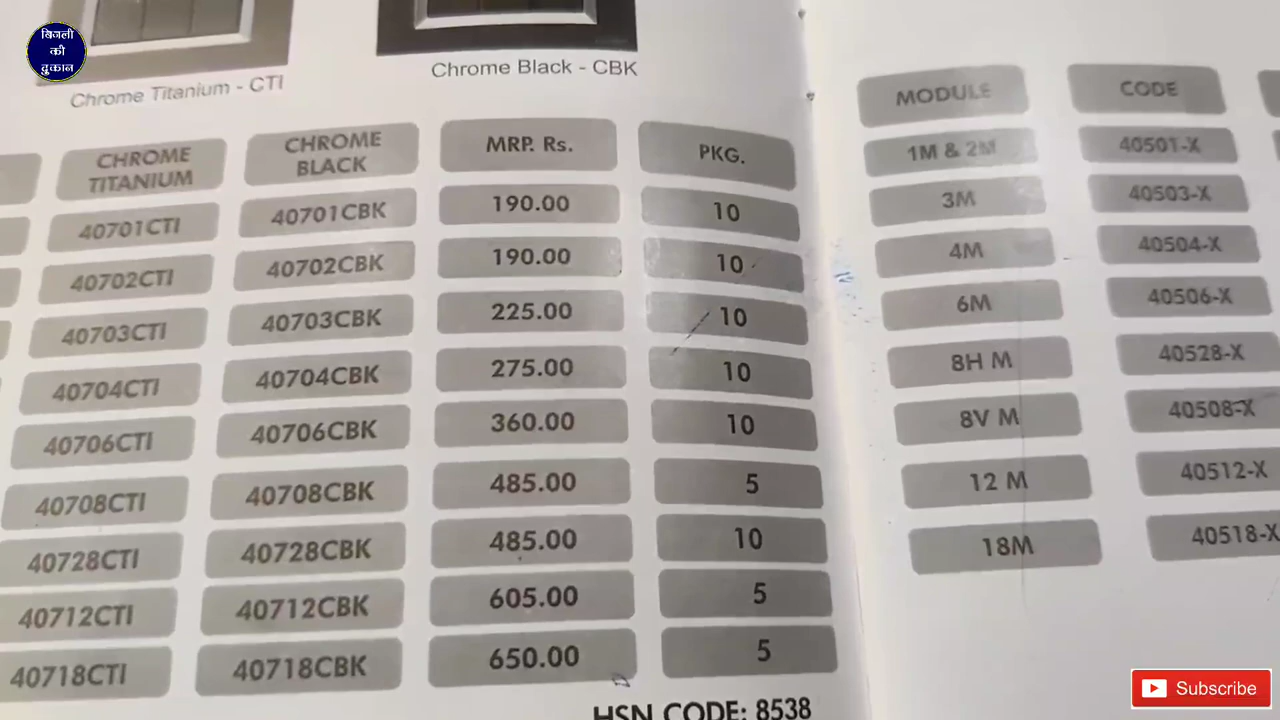 बिजली
की
दुकान
Chrome Titanium - CTI
Chrome Black - CBK
CHROME
TITANIUM
CHROME
BLACK
MRP. Rs.
PKG.
40701CTI 40701CBK 190.00 10
40702CTI 40702CBK 190.00 10
40703CTI 40703CBK 225.00 10
40704CTI 40704CBK 275.00 10
40706CTI 40706CBK 360.00 10
40708CTI 40708CBK 485.00 5
40728CTI 40728CBK 485.00 10
40712CTI 40712CBK 605.00 5
40718CTI 40718CBK 650.00 5
HSN CODE: 8538
MODULE CODE
1M & 2M 40501-X
3M 40503-X
4M 40504-X
6M 40506-X
8H M 40528-X
8V M 40508-X
12 M 40512-X
18M 40518-X
Subscribe